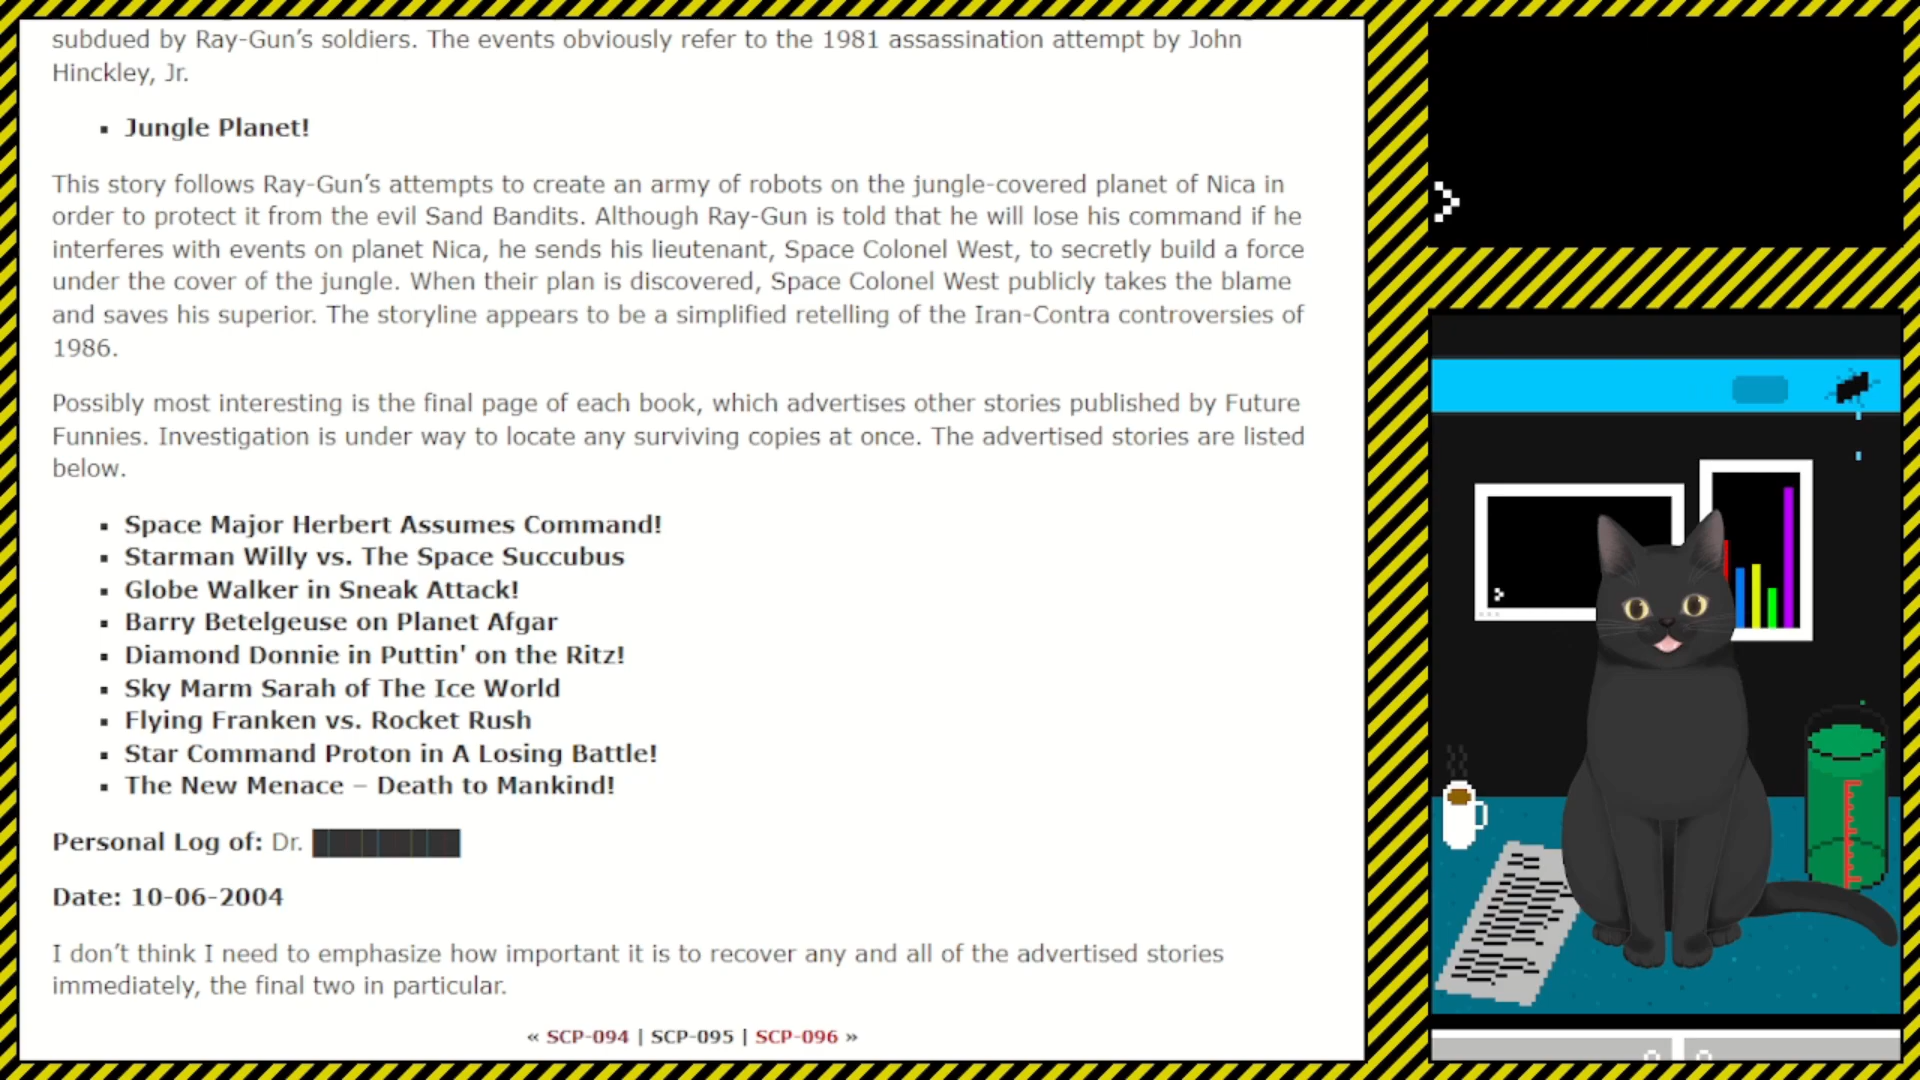 subdued by Ray-Gun’s soldiers. The events obviously refer to the 1981 assassination attempt by John
Hinckley, Jr.
▪ Jungle Planet!
This story follows Ray-Gun’s attempts to create an army of robots on the jungle-covered planet of Nica in
order to protect it from the evil Sand Bandits. Although Ray-Gun is told that he will lose his command if he
interferes with events on planet Nica, he sends his lieutenant, Space Colonel West, to secretly build a force
under the cover of the jungle. When their plan is discovered, Space Colonel West publicly takes the blame
and saves his superior. The storyline appears to be a simplified retelling of the Iran-Contra controversies of
1986.
Possibly most interesting is the final page of each book, which advertises other stories published by Future
Funnies. Investigation is under way to locate any surviving copies at once. The advertised stories are listed
below.
▪ Space Major Herbert Assumes Command!
▪ Starman Willy vs. The Space Succubus
▪ Globe Walker in Sneak Attack!
▪ Barry Betelgeuse on Planet Afgar
▪ Diamond Donnie in Puttin' on the Ritz!
▪ Sky Marm Sarah of The Ice World
▪ Flying Franken vs. Rocket Rush
▪ Star Command Proton in A Losing Battle!
▪ The New Menace – Death to Mankind!
Personal Log of: Dr. ████████
Date: 10-06-2004
I don’t think I need to emphasize how important it is to recover any and all of the advertised stories
immediately, the final two in particular.
« SCP-094 | SCP-095 | SCP-096 »
>
>